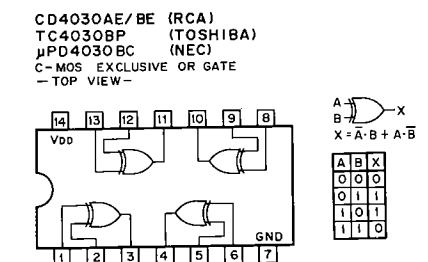 CD4030AE/BE (RCA)
TC4030BP (TOSHIBA)
μPD4030BC (NEC)
C-MOS EXCLUSIVE OR GATE
-TOP VIEW-
14 13 12 11 10 9 8
VDD
GND
1 2 3 4 5 6 7
A
B
X
X = A̅·B + A·B̅
A B X
0 0 0
0 1 1
1 0 1
1 1 0